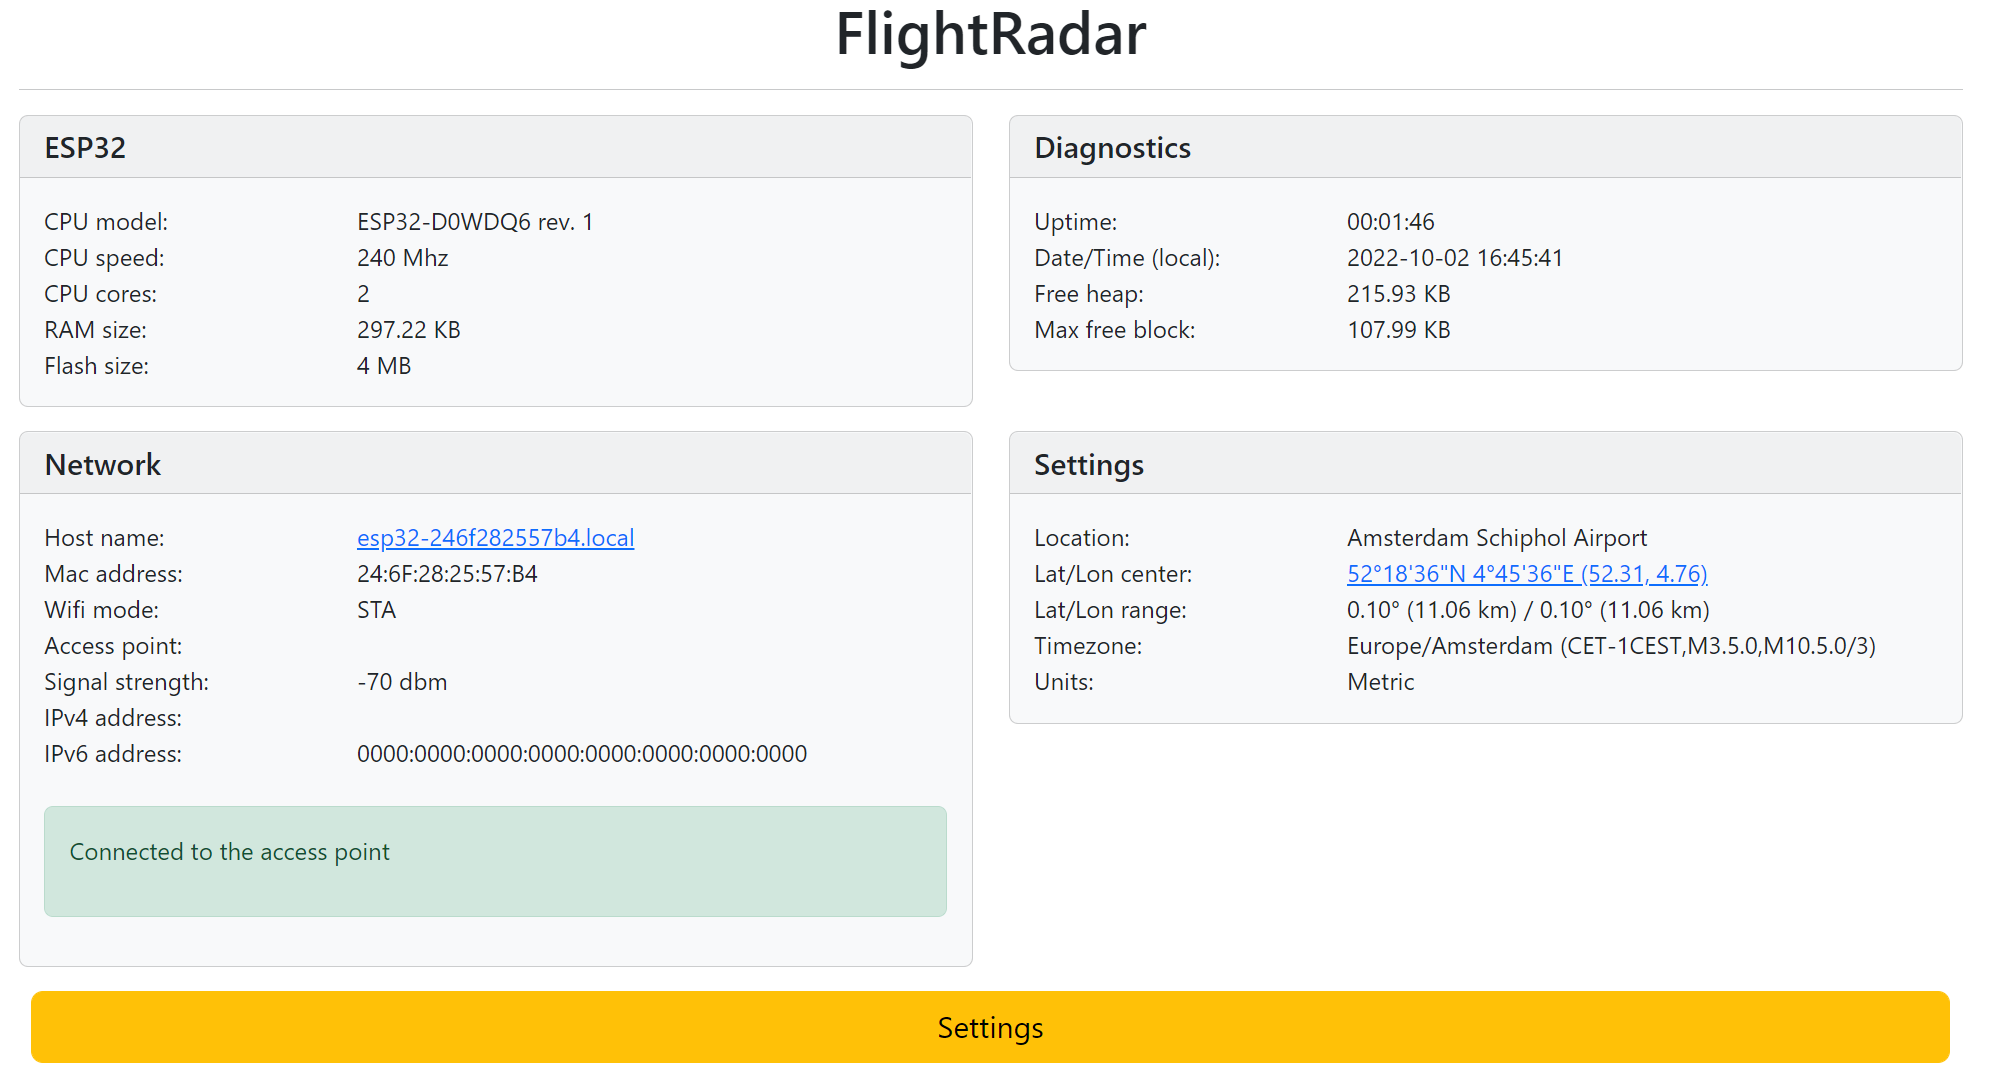 FlightRadar
ESP32
CPU model: ESP32-D0WDQ6 rev. 1
CPU speed: 240 Mhz
CPU cores: 2
RAM size: 297.22 KB
Flash size: 4 MB
Diagnostics
Uptime: 00:01:46
Date/Time (local): 2022-10-02 16:45:41
Free heap: 215.93 KB
Max free block: 107.99 KB
Network
Host name: esp32-246f282557b4.local
Mac address: 24:6F:28:25:57:B4
Wifi mode: STA
Access point:
Signal strength: -70 dbm
IPv4 address:
IPv6 address: 0000:0000:0000:0000:0000:0000:0000:0000
Connected to the access point
Settings
Location: Amsterdam Schiphol Airport
Lat/Lon center: 52°18'36"N 4°45'36"E (52.31, 4.76)
Lat/Lon range: 0.10° (11.06 km) / 0.10° (11.06 km)
Timezone: Europe/Amsterdam (CET-1CEST,M3.5.0,M10.5.0/3)
Units: Metric
Settings